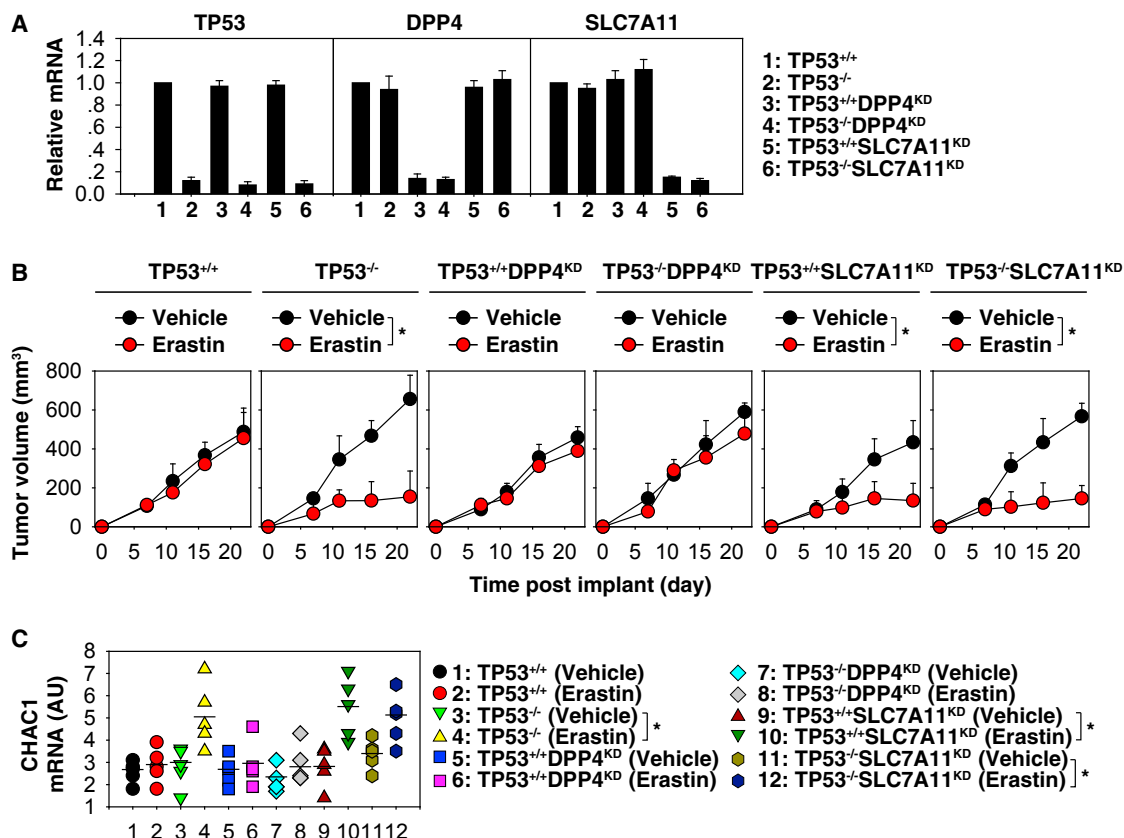 A
TP53 DPP4 SLC7A11
Relative mRNA
1.4
1.2
1.0
.8
.6
.4
.2
0.0
1 2 3 4 5 6 1 2 3 4 5 6 1 2 3 4 5 6
1: TP53+/+
2: TP53-/-
3: TP53+/+DPP4KD
4: TP53-/-DPP4KD
5: TP53+/+SLC7A11KD
6: TP53-/-SLC7A11KD
B
TP53+/+ TP53-/- TP53+/+DPP4KD TP53-/-DPP4KD TP53+/+SLC7A11KD TP53-/-SLC7A11KD
Vehicle Vehicle Vehicle Vehicle Vehicle Vehicle
* * *
Erastin Erastin Erastin Erastin Erastin Erastin
Tumor volume (mm3)
800
600
400
200
0
0 5 10 15 20 0 5 10 15 20 0 5 10 15 20 0 5 10 15 20 0 5 10 15 20 0 5 10 15 20
Time post implant (day)
C
CHAC1
mRNA (AU)
8
7
6
5
4
3
2
1
1 2 3 4 5 6 7 8 9 10 11 12
1: TP53+/+ (Vehicle)
2: TP53+/+ (Erastin)
3: TP53-/- (Vehicle)
*
4: TP53-/- (Erastin)
5: TP53+/+DPP4KD (Vehicle)
6: TP53+/+DPP4KD (Erastin)
7: TP53-/-DPP4KD (Vehicle)
8: TP53-/-DPP4KD (Erastin)
9: TP53+/+SLC7A11KD (Vehicle)
*
10: TP53+/+SLC7A11KD (Erastin)
11: TP53-/-SLC7A11KD (Vehicle)
*
12: TP53-/-SLC7A11KD (Erastin)